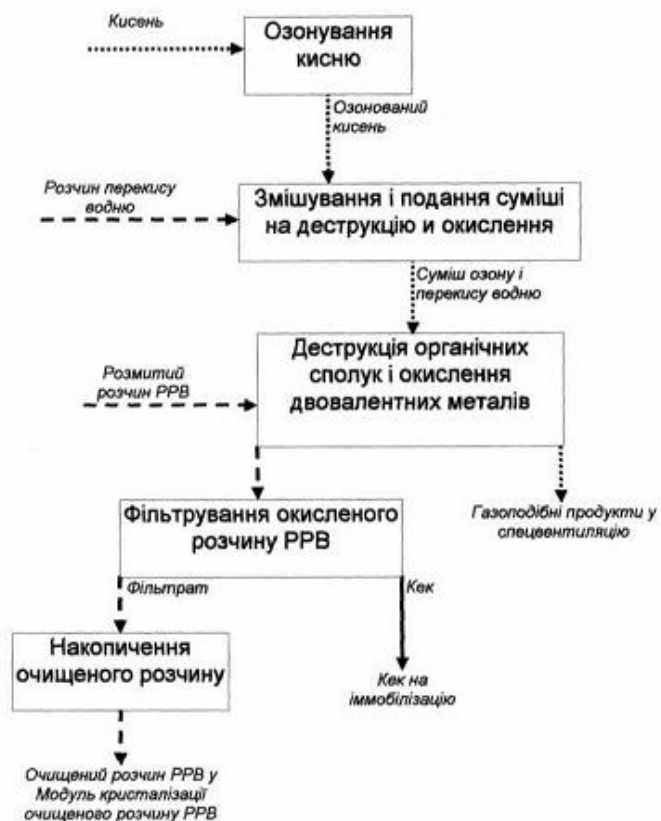 Кисень
Озонування
кисню
Озонований
кисень
Розчин перекису
водню
Змішування і подання суміші
на деструкцію и окислення
Суміш озону і
перекису водню
Розмитий
розчин РРВ
Деструкція органічних
сполук і окислення
двовалентних металів
Газоподібні продукти у
спецвентиляцію
Фільтрування окисленого
розчину РРВ
Фільтрат
Кек
Накопичення
очищеного розчину
Кек на
іммобілізацію
Очищений розчин РРВ у
Модуль кристалізації
очищеного розчину РРВ